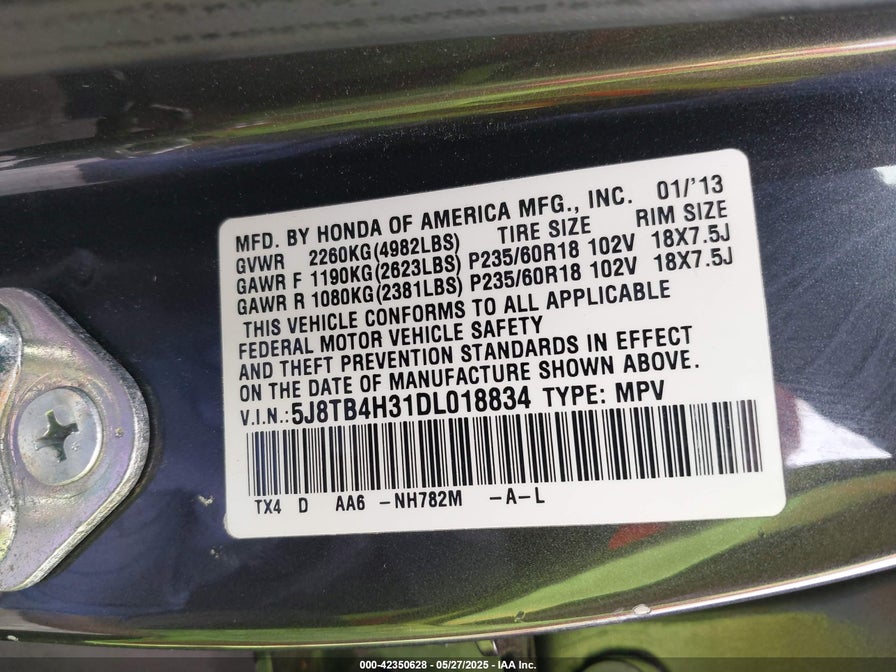 MFD. BY HONDA OF AMERICA MFG., INC. 01/'13
GVWR 2260KG(4982LBS) TIRE SIZE RIM SIZE
GAWR F 1190KG(2623LBS) P235/60R18 102V 18X7.5J
GAWR R 1080KG(2381LBS) P235/60R18 102V 18X7.5J
THIS VEHICLE CONFORMS TO ALL APPLICABLE
FEDERAL MOTOR VEHICLE SAFETY
AND THEFT PREVENTION STANDARDS IN EFFECT
ON THE DATE OF MANUFACTURE SHOWN ABOVE.
V.I.N.:5J8TB4H31DL018834 TYPE: MPV
TX4 D AA6 -NH782M -A-L
000-42350628 - 05/27/2025 - IAA Inc.